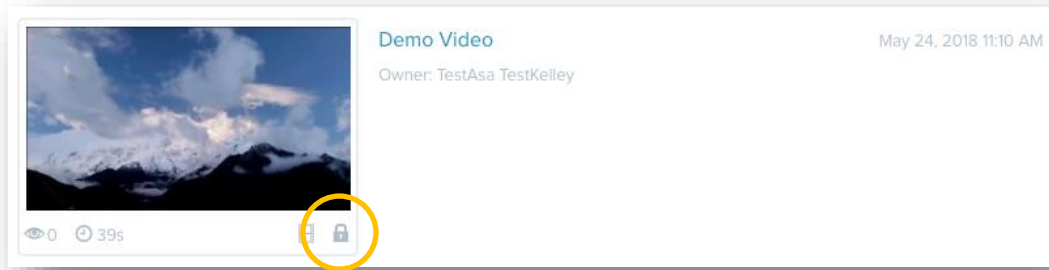 Demo Video
May 24, 2018 11:10 AM
Owner: TestAsa TestKelley
0
39s